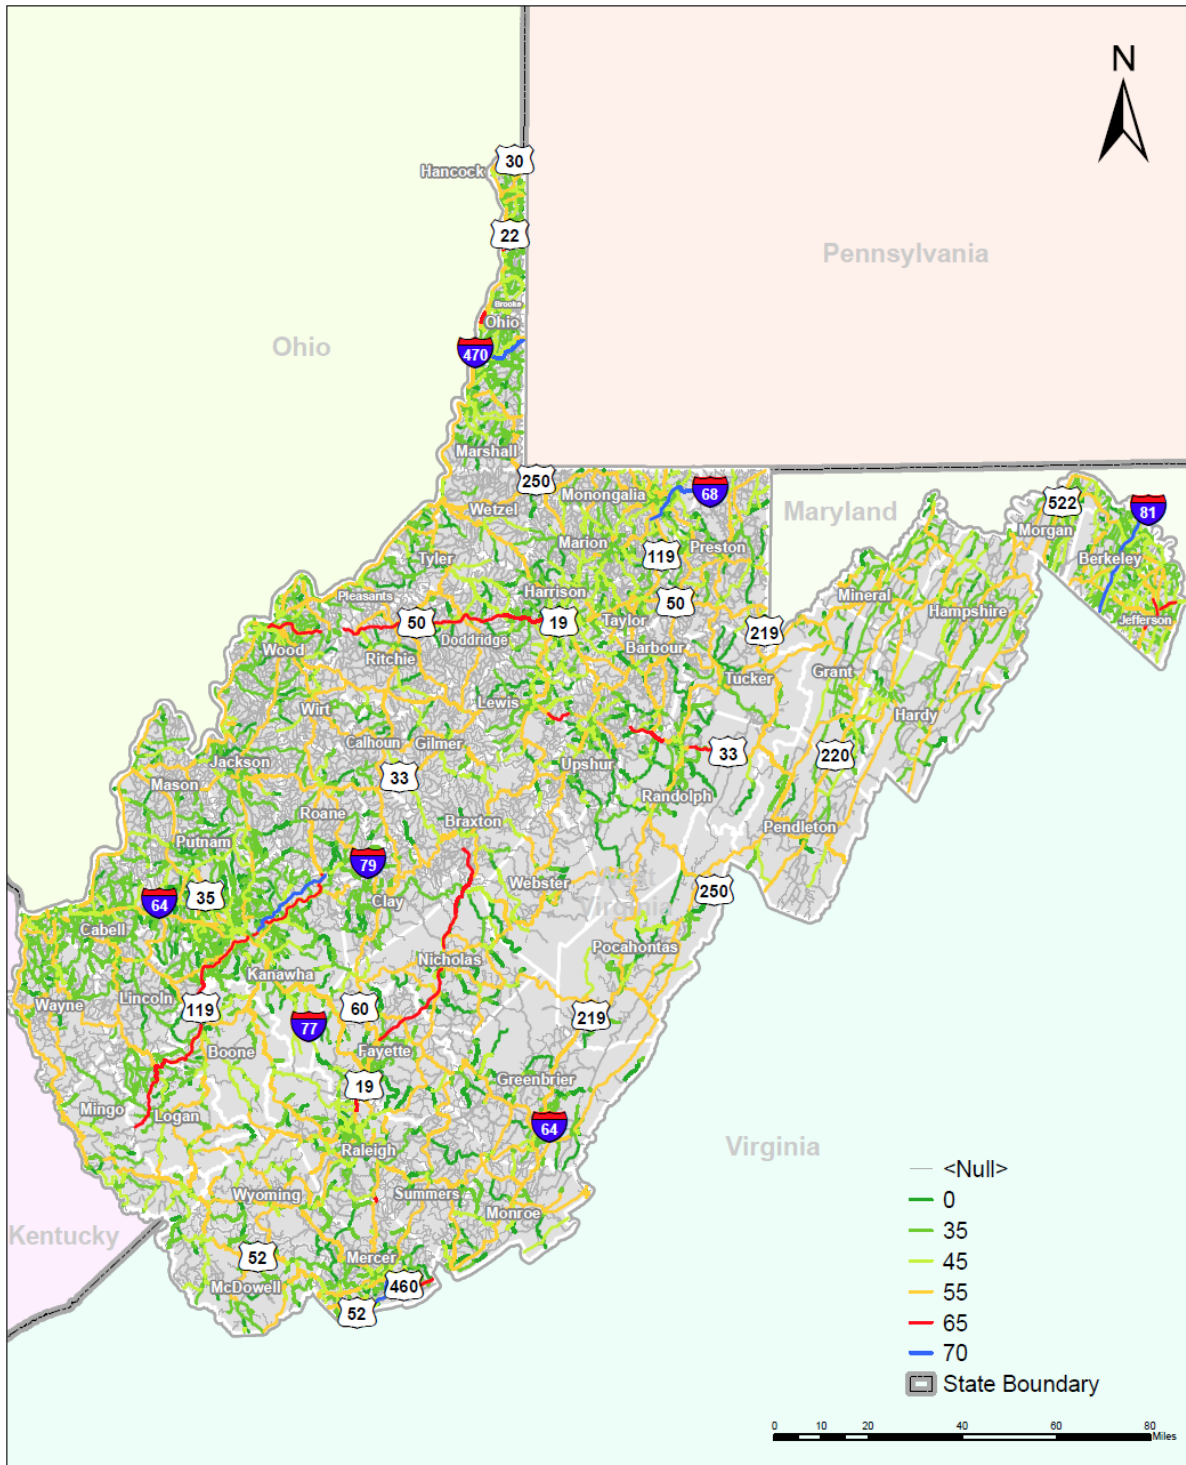 N
30
Hancock
22
Pennsylvania
Brooke
Ohio
Ohio
470
Marshall
250
Monongalia
68
Wetzel
Maryland
522
81
Morgan
Marion
119
Preston
Berkeley
Tyler
Pleasants
Harrison
50
Mineral
Hampshire
50
19
Taylor
219
Jefferson
Doddridge
Wood
Ritchie
Barbour
Tucker
Grant
Wirt
Lewis
Hardy
Calhoun
Gilmer
33
220
Jackson
Upshur
33
Mason
Randolph
Roane
Braxton
Pendleton
Putnam
79
Webster
West
250
64
35
Clay
Virginia
Cabell
Pocahontas
Nicholas
Kanawha
Wayne
Lincoln
119
60
219
77
Boone
Fayette
19
Greenbrier
Mingo
Logan
64
Raleigh
Virginia
Wyoming
Summers
Monroe
Kentucky
52
Mercer
McDowell
460
52
<Null>
0
35
45
55
65
70
State Boundary
0 10 20 40 60 80
Miles